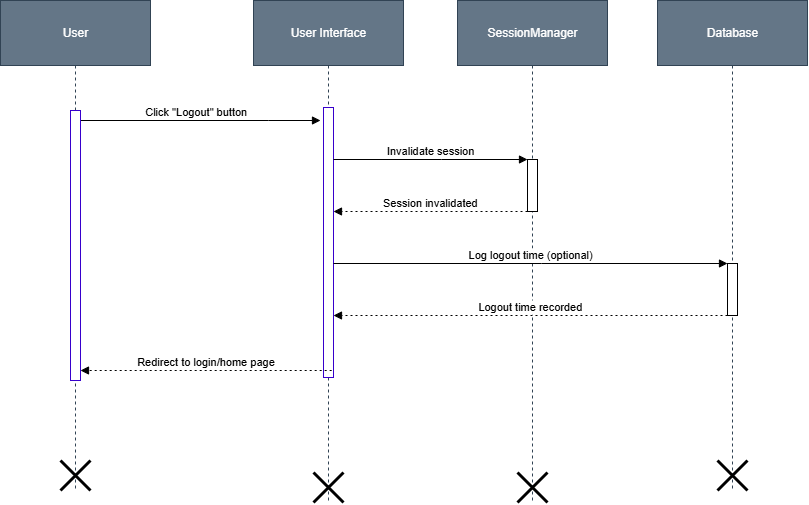 User
User Interface
SessionManager
Database
Click "Logout" button
Invalidate session
Session invalidated
Log logout time (optional)
Logout time recorded
Redirect to login/home page